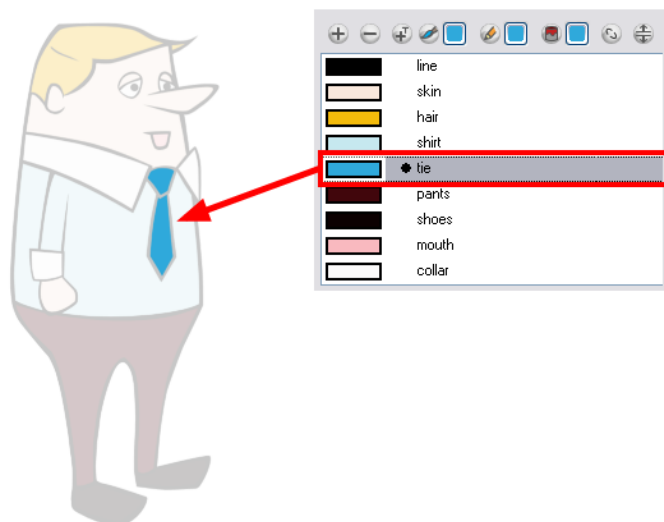 line
skin
hair
shirt
tie
pants
shoes
mouth
collar